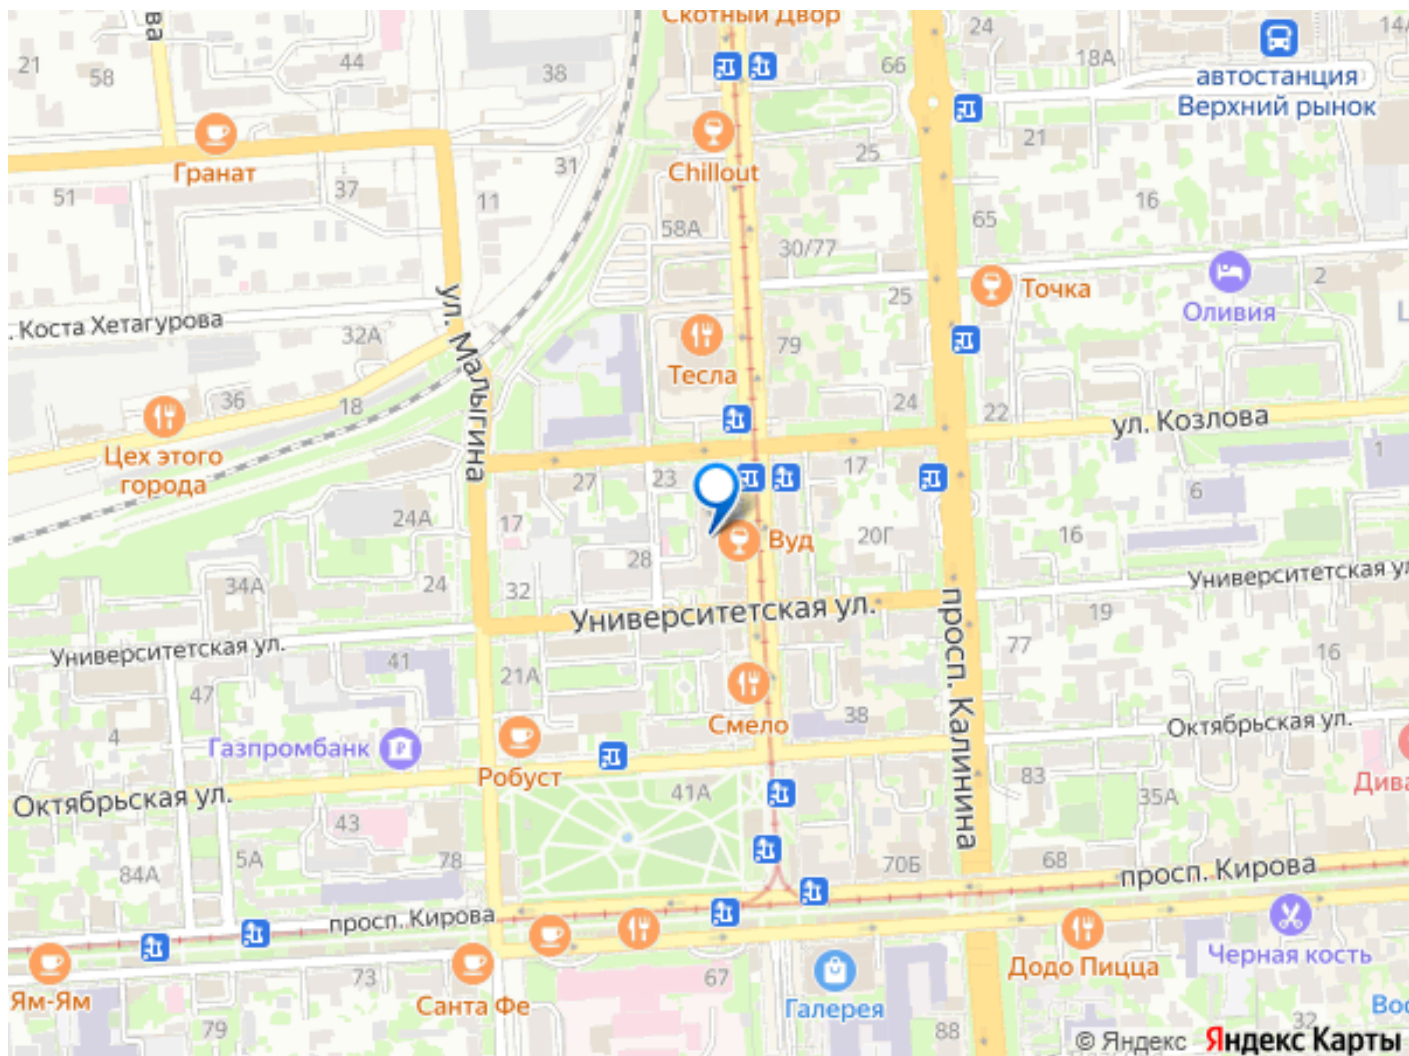 Скотный Двор
ва
24
14А
21
58
44
38
66
18А
автостанция
Верхний рынок
Гранат
Chillout
25
21
51
37
31
11
58А
65
16
30/77
. Коста Хетагурова
32А
ул. Малыгина
25
Точка
Оливия
2
Ц
79
Тесла
36
18
24
22
ул. Козлова
Цех этого
города
27
23
17
6
1
24А
17
Вуд
20Г
16
28
34А
24
32
Университетская ул.
Университетская ул
19
Университетская ул.
41
21А
просп. Калинина
77
16
47
4
Смело
38
Октябрьская ул.
Газпромбанк
Робуст
83
35А
Дива
Октябрьская ул.
41А
43
5А
78
84А
70Б
68
просп. Кирова
просп. Кирова
Ям-Ям
73
Санта Фе
67
Галерея
Додо Пицца
Черная кость
79
88
32
Вос
© Яндекс Яндекс Карты